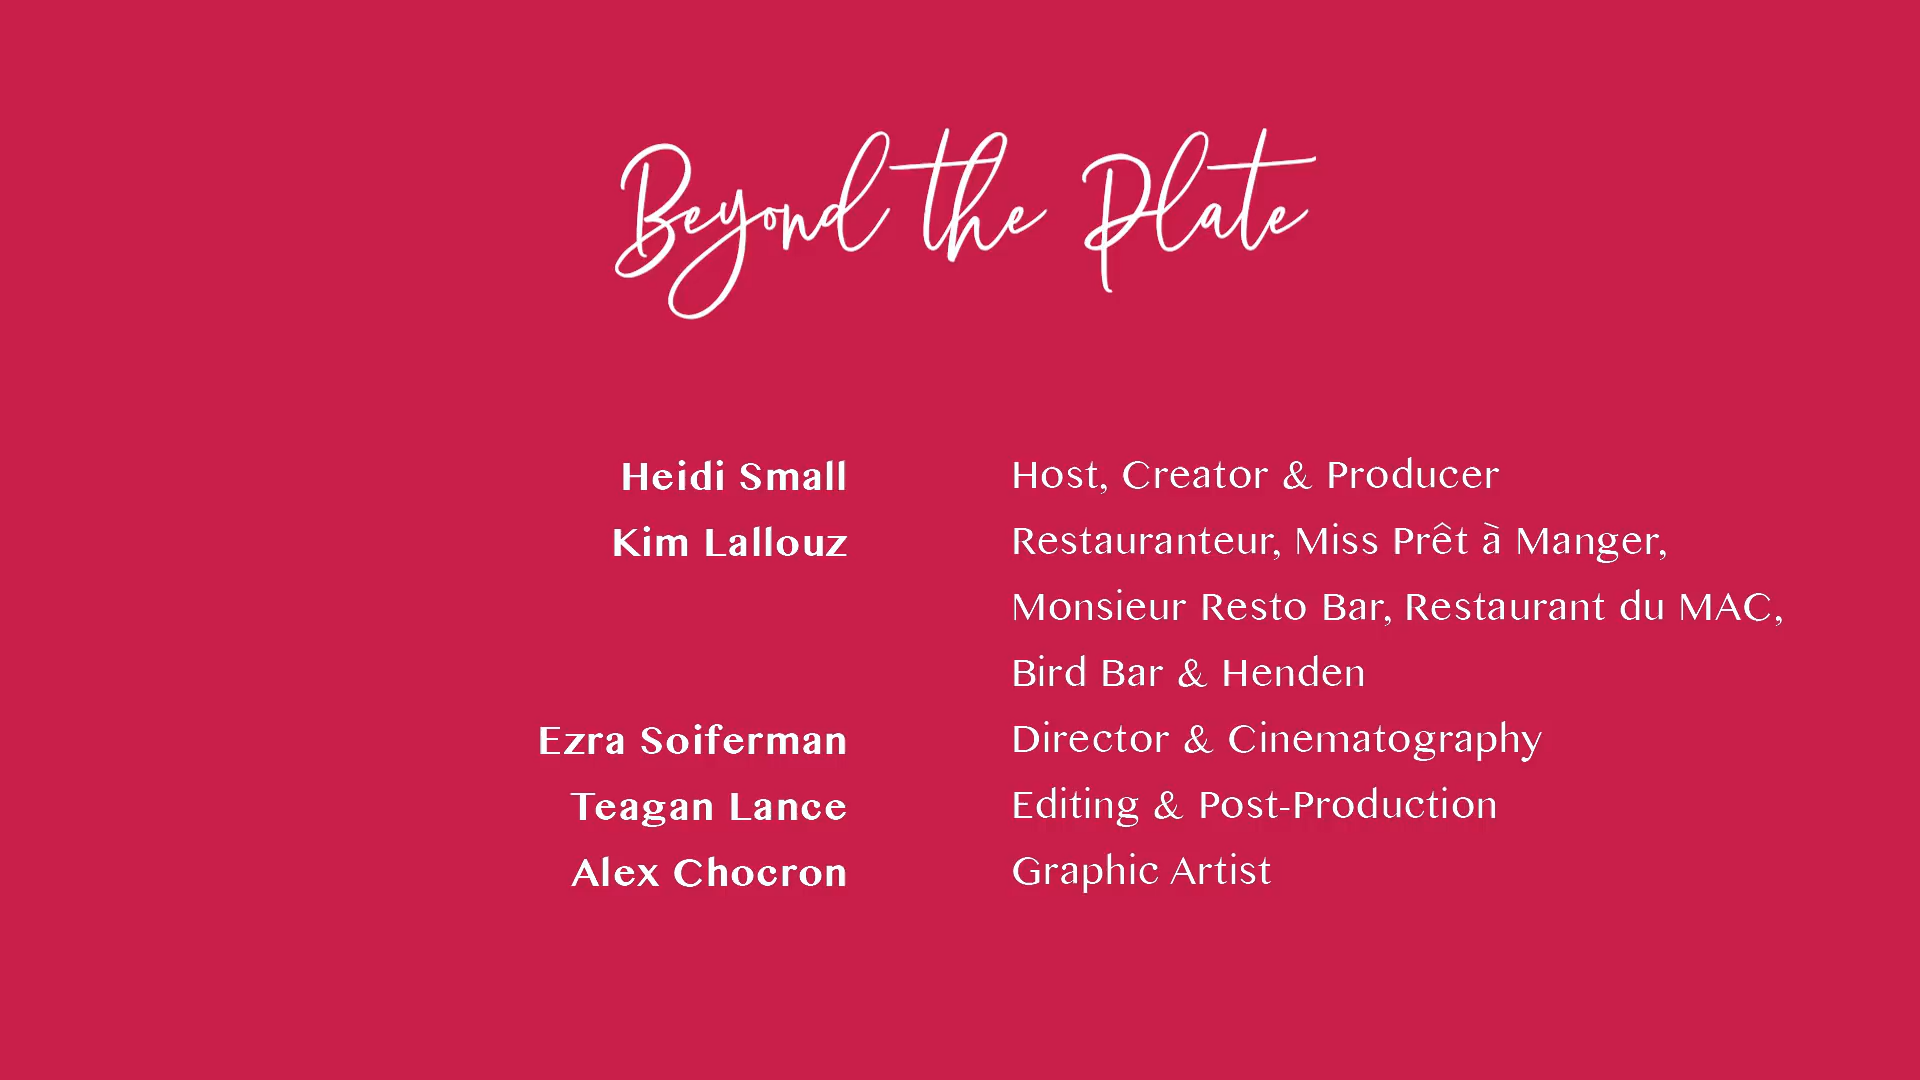 Beyond the Plate
Heidi Small Host, Creator & Producer
Kim Lallouz Restauranteur, Miss Prêt à Manger,
Monsieur Resto Bar, Restaurant du MAC,
Bird Bar & Henden
Ezra Soiferman Director & Cinematography
Teagan Lance Editing & Post-Production
Alex Chocron Graphic Artist